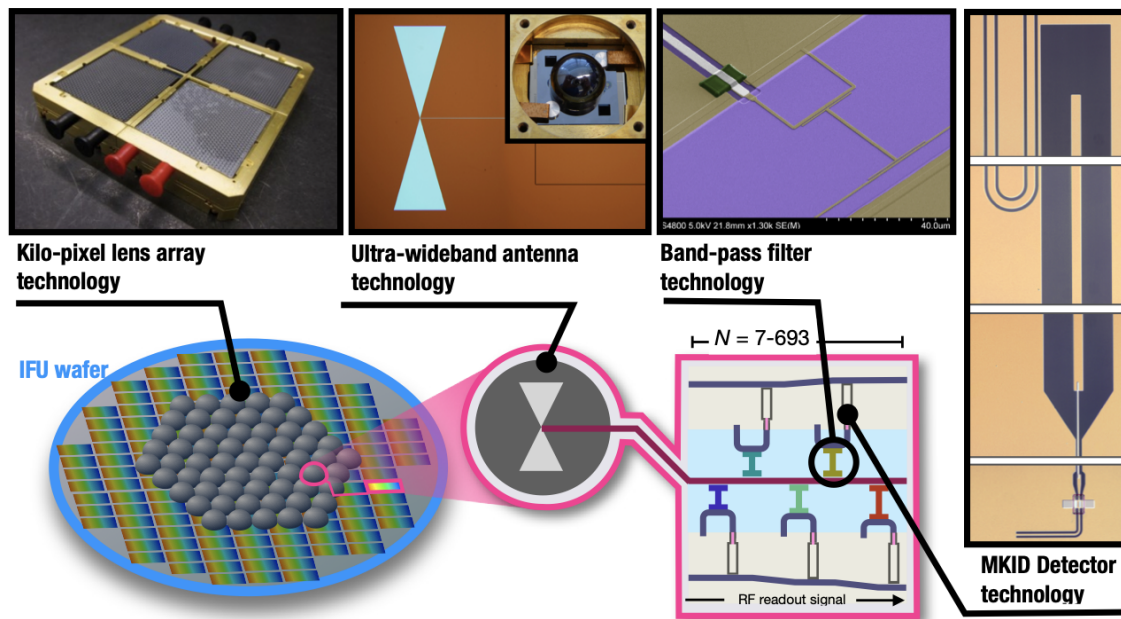 S4800 5.0kV 21.8mm x1.30k SE(M)
40.0um
Kilo-pixel lens array
technology
Ultra-wideband antenna
technology
Band-pass filter
technology
N = 7-693
IFU wafer
MKID Detector
technology
RF readout signal